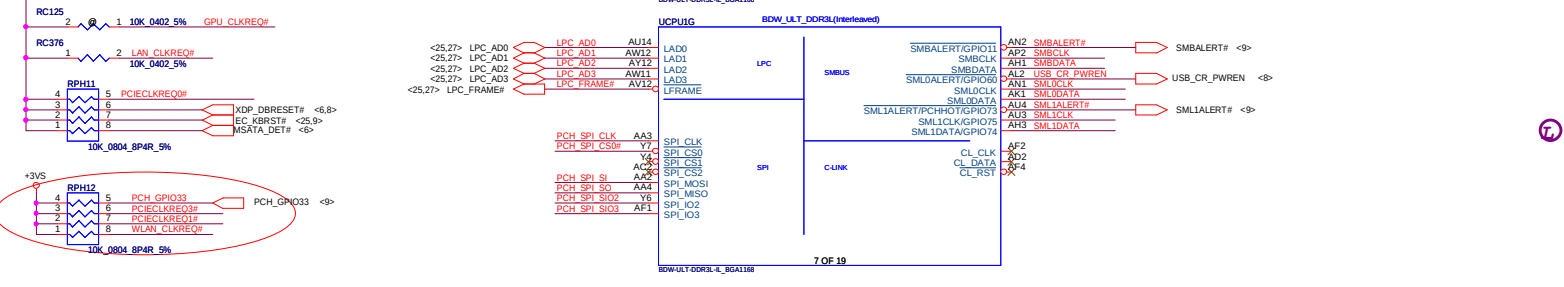 BDW-ULT-DDR3L-IL_BGA1168
RC125
2 @ 1 10K_0402_5% GPU_CLKREQ#
RC376
1 2 LAN_CLKREQ#
10K_0402_5%
RPH11
4 5 PCIECLKREQ0#
3 6 XDP_DBRESET# <6,8>
2 7 EC_KBRST# <25,9>
1 8 MSATA_DET# <6>
10K_0804_8P4R_5%
+3VS
RPH12
4 5 PCH_GPIO33 PCH_GPIO33 <9>
3 6 PCIECLKREQ3#
2 7 PCIECLKREQ1#
1 8 WLAN_CLKREQ#
10K_0804_8P4R_5%
UCPU1G
BDW_ULT_DDR3L(Interleaved)
<25,27> LPC_AD0 LPC_AD0 AU14 LAD0
<25,27> LPC_AD1 LPC_AD1 AW12 LAD1
<25,27> LPC_AD2 LPC_AD2 AY12 LAD2
<25,27> LPC_AD3 LPC_AD3 AW11 LAD3
<25,27> LPC_FRAME# LPC_FRAME# AV12 LFRAME
LPC
SMBUS
PCH_SPI_CLK AA3 SPI_CLK
PCH_SPI_CS0# Y7 SPI_CS0
Y4 SPI_CS1
AC2 SPI_CS2
PCH_SPI_SI AA2 SPI_MOSI
PCH_SPI_SO AA4 SPI_MISO
PCH_SPI_SIO2 Y6 SPI_IO2
PCH_SPI_SIO3 AF1 SPI_IO3
SPI
C-LINK
SMBALERT/GPIO11 AN2 SMBALERT# SMBALERT# <9>
SMBCLK AP2 SMBCLK
SMBDATA AH1 SMBDATA
SML0ALERT/GPIO60 AL2 USB_CR_PWREN USB_CR_PWREN <8>
SML0CLK AN1 SML0CLK
SML0DATA AK1 SML0DATA
SML1ALERT/PCHHOT/GPIO73 AU4 SML1ALERT# SML1ALERT# <9>
SML1CLK/GPIO75 AU3 SML1CLK
SML1DATA/GPIO74 AH3 SML1DATA
CL_CLK AF2
CL_DATA AD2
CL_RST AF4
7 OF 19
BDW-ULT-DDR3L-IL_BGA1168